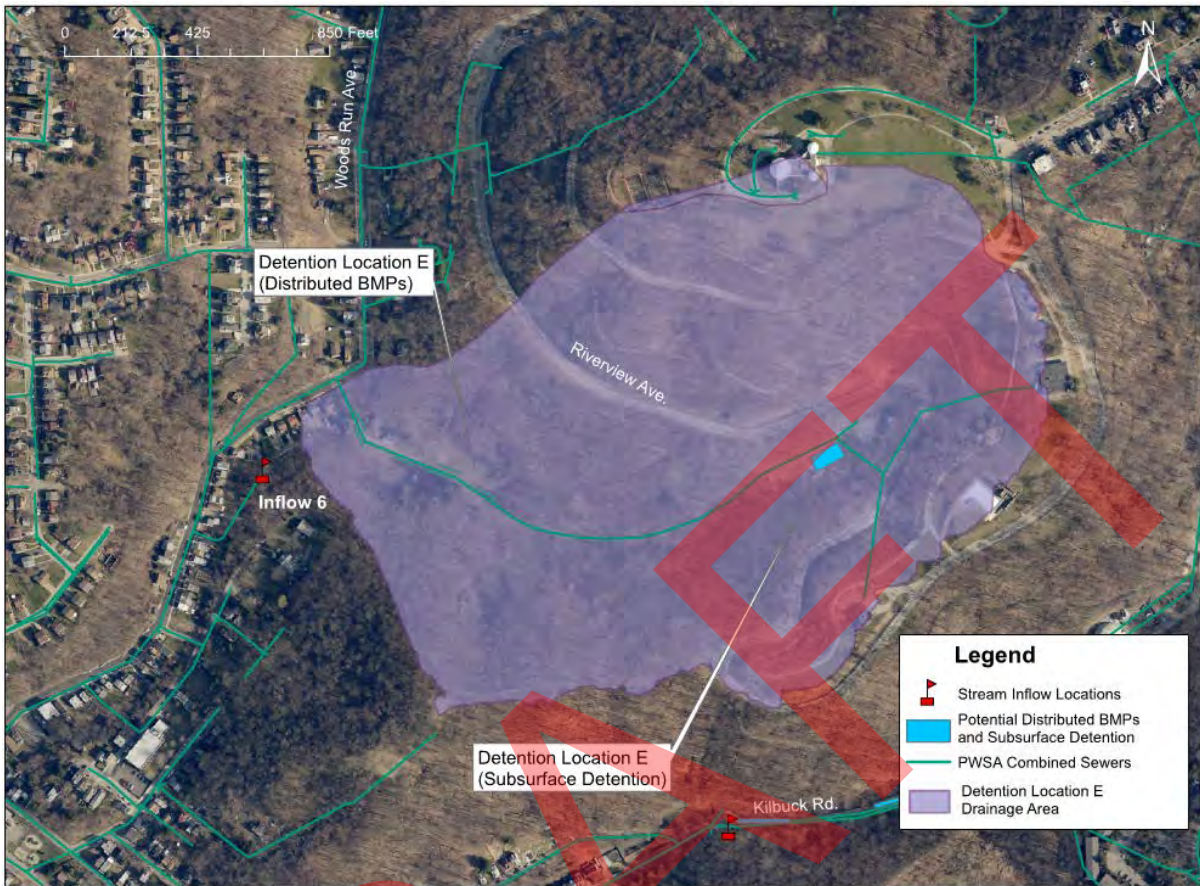 0 212.5 425 850 Feet
N
Woods Run Ave.
Detention Location E
(Distributed BMPs)
Riverview Ave.
Inflow 6
Detention Location E
(Subsurface Detention)
Kilbuck Rd.
Legend
Stream Inflow Locations
Potential Distributed BMPs
and Subsurface Detention
PWSA Combined Sewers
Detention Location E
Drainage Area